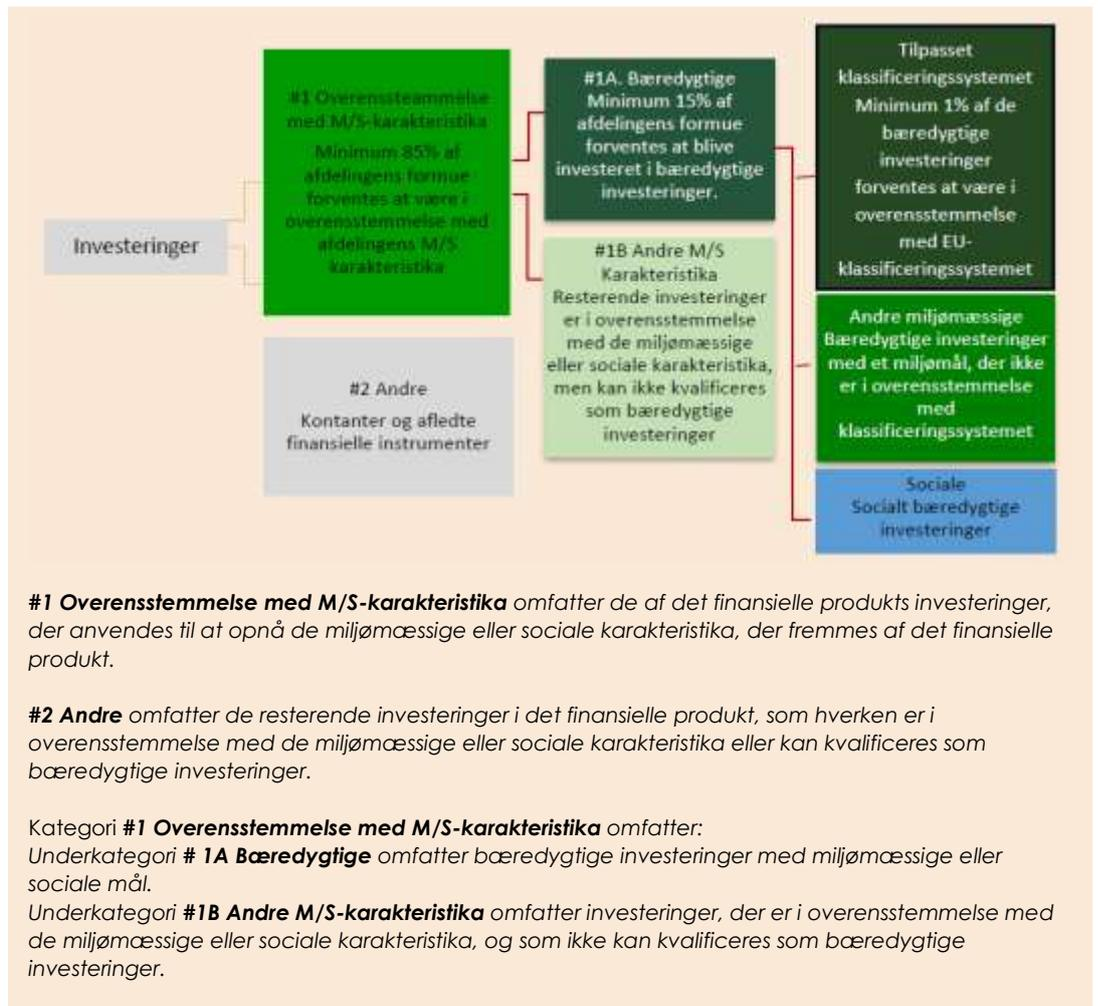 Investeringer
#1 Overenssteammelse
med M/S-karakteristika
Minimum 85% af
afdelingens formue
forventes at være i
overensstemmelse med
afdelingens M/S
karakteristika
#2 Andre
Kontanter og afledte
finansielle instrumenter
#1A. Bæredygtige
Minimum 15% af
afdelingens formue
forventes at blive
investeret i bæredygtige
investeringer.
#1B Andre M/S
Karakteristika
Resterende investeringer
er i overensstemmelse
med de miljømæssige
eller sociale karakteristika,
men kan ikke kvalificeres
som bæredygtige
investeringer
Tilpasset
klassificeringssystemet
Minimum 1% af de
bæredygtige
investeringer
forventes at være i
overensstemmelse
med EU-
klassificeringssystemet
Andre miljømæssige
Bæredygtige investeringer
med et miljømål, der ikke
er i overensstemmelse
med
klassificeringssystemet
Sociale
Socialt bæredygtige
investeringer
#1 Overensstemmelse med M/S-karakteristika omfatter de af det finansielle produkts investeringer,
der anvendes til at opnå de miljømæssige eller sociale karakteristika, der fremmes af det finansielle
produkt.
#2 Andre omfatter de resterende investeringer i det finansielle produkt, som hverken er i
overensstemmelse med de miljømæssige eller sociale karakteristika eller kan kvalificeres som
bæredygtige investeringer.
Kategori #1 Overensstemmelse med M/S-karakteristika omfatter:
Underkategori # 1A Bæredygtige omfatter bæredygtige investeringer med miljømæssige eller
sociale mål.
Underkategori #1B Andre M/S-karakteristika omfatter investeringer, der er i overensstemmelse med
de miljømæssige eller sociale karakteristika, og som ikke kan kvalificeres som bæredygtige
investeringer.